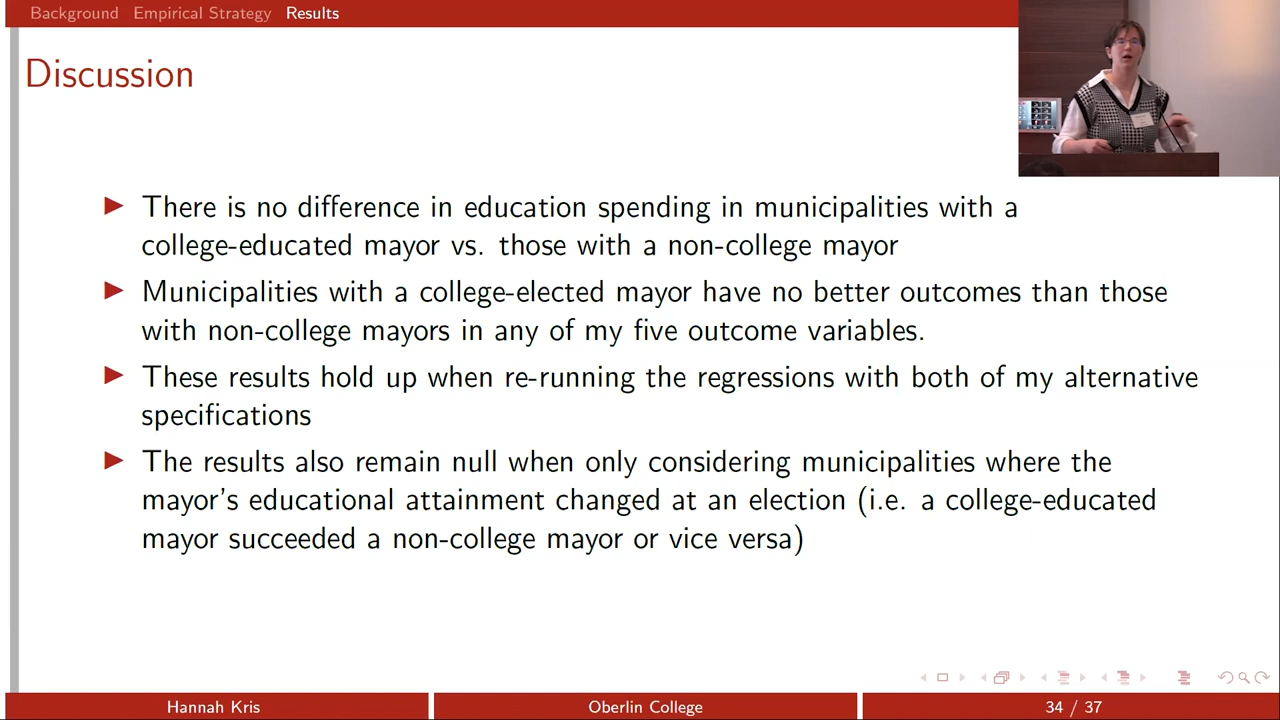 Background Empirical Strategy Results
Discussion
There is no difference in education spending in municipalities with a
college-educated mayor vs. those with a non-college mayor
Municipalities with a college-elected mayor have no better outcomes than those
with non-college mayors in any of my five outcome variables.
These results hold up when re-running the regressions with both of my alternative
specifications
The results also remain null when only considering municipalities where the
mayor's educational attainment changed at an election (i.e. a college-educated
mayor succeeded a non-college mayor or vice versa)
Hannah Kris
Oberlin College
34 / 37